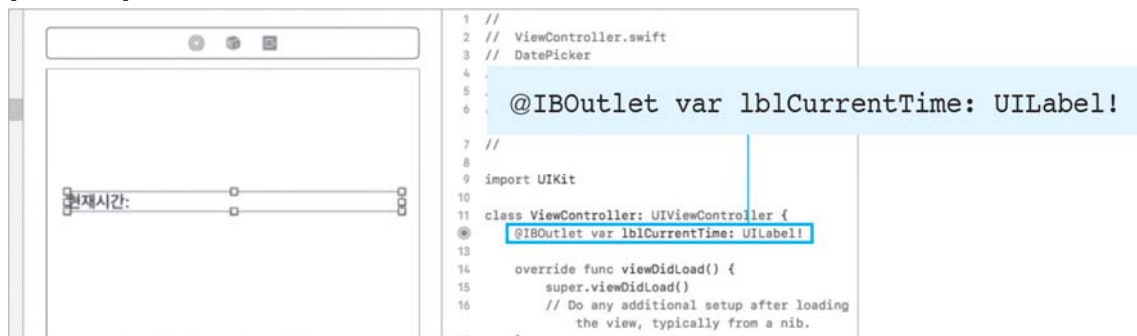 현재시간:
1 //
2 // ViewController.swift
3 // DatePicker
4
5
6
@IBOutlet var lblCurrentTime: UILabel!
7 //
8
9 import UIKit
10
11 class ViewController: UIViewController {
@IBOutlet var lblCurrentTime: UILabel!
13
14 override func viewDidLoad() {
15 super.viewDidLoad()
16 // Do any additional setup after loading
the view, typically from a nib.